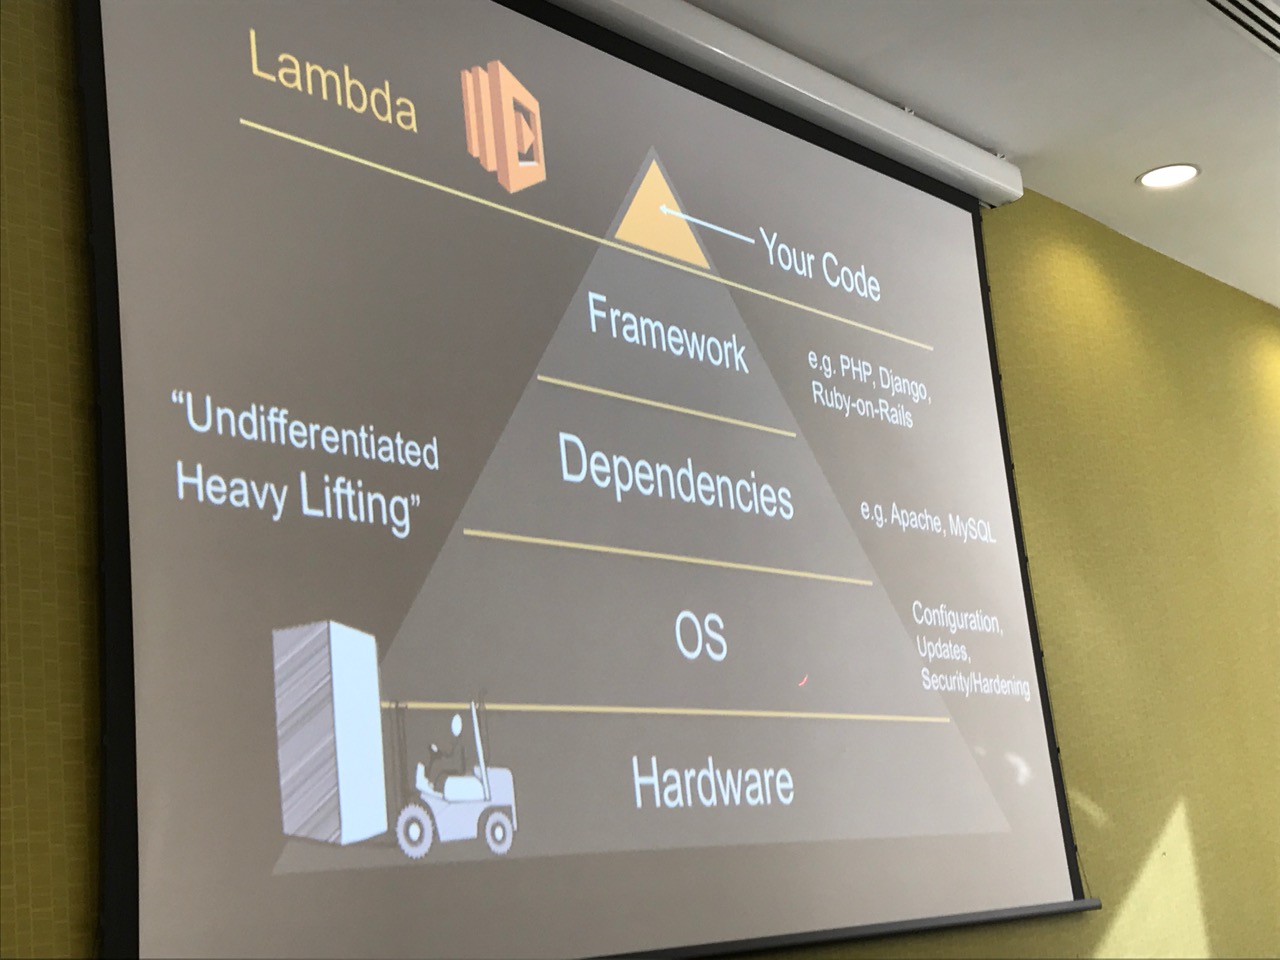 Lambda
Your Code
Framework
e.g. PHP, Django,
Ruby-on-Rails
“Undifferentiated
Heavy Lifting”
Dependencies
e.g. Apache, MySQL
OS
Configuration,
Updates,
Security/Hardening
Hardware